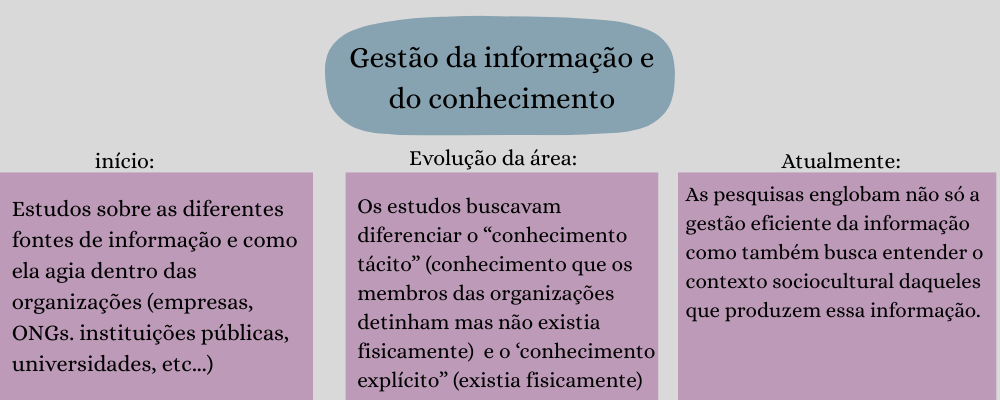 Gestão da informação e
do conhecimento
início:
Estudos sobre as diferentes
fontes de informação e como
ela agia dentro das
organizações (empresas,
ONGs. instituições públicas,
universidades, etc...)
Evolução da área:
Os estudos buscavam
diferenciar o “conhecimento
tácito” (conhecimento que os
membros das organizações
detinham mas não existia
fisicamente)  e o ‘conhecimento
explícito” (existia fisicamente)
Atualmente:
As pesquisas englobam não só a
gestão eficiente da informação
como também busca entender o
contexto sociocultural daqueles
que produzem essa informação.